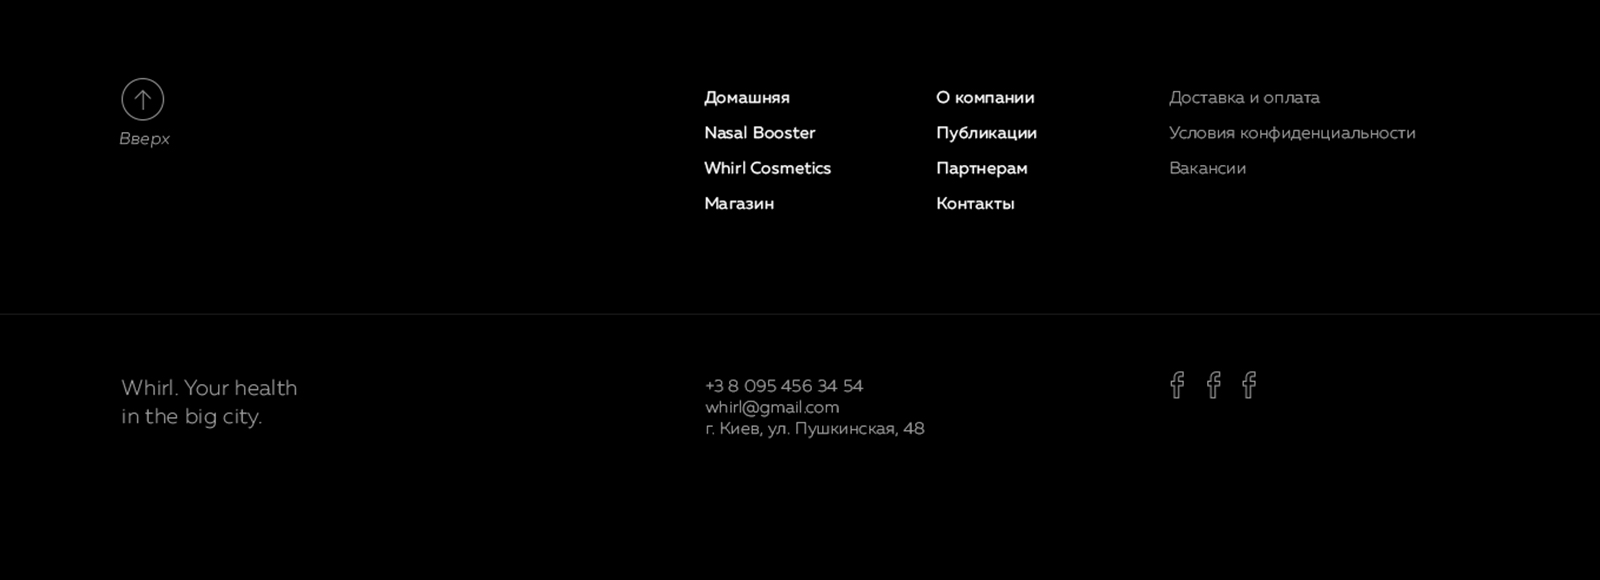 Вверх
Домашняя
Nasal Booster
Whirl Cosmetics
Магазин
О компании
Публикации
Партнерам
Контакты
Доставка и оплата
Условия конфиденциальности
Вакансии
Whirl. Your health
in the big city.
+3 8 095 456 34 54
whirl@gmail.com
г. Киев, ул. Пушкинская, 48